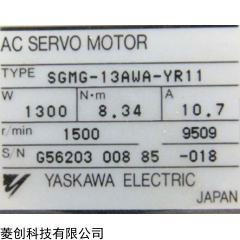 AC SERVO MOTOR
TYPE SGMG-13AWA-YR11
W N·m A
1300 8.34 10.7
r/min 1500 9509
S/N G56203 008 85 -018
YASKAWA ELECTRIC
JAPAN
菱创科技有限公司